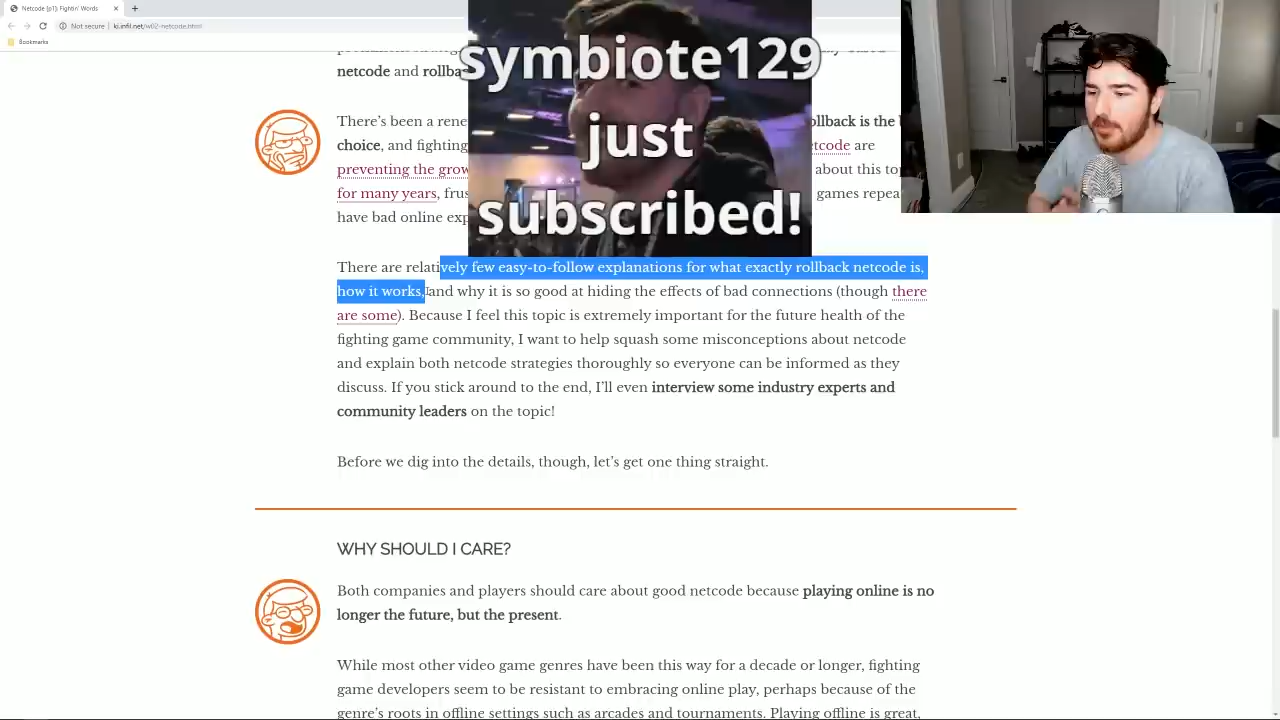 Netcode [p1]: Fightin' Words
Not secure | ki.infil.net/w02-netcode.html
Bookmarks
symbiote129
just
subscribed!
netcode and rollba
There's been a rene
ollback is the
choice, and fighting
etcode are
preventing the grow
about this top
for many years, frus
games repea
have bad online exp
There are relatively few easy-to-follow explanations for what exactly rollback netcode is,
how it works, and why it is so good at hiding the effects of bad connections (though there
are some). Because I feel this topic is extremely important for the future health of the
fighting game community, I want to help squash some misconceptions about netcode
and explain both netcode strategies thoroughly so everyone can be informed as they
discuss. If you stick around to the end, I'll even interview some industry experts and
community leaders on the topic!
Before we dig into the details, though, let's get one thing straight.
WHY SHOULD I CARE?
Both companies and players should care about good netcode because playing online is no
longer the future, but the present.
While most other video game genres have been this way for a decade or longer, fighting
game developers seem to be resistant to embracing online play, perhaps because of the
genre's roots in offline settings such as arcades and tournaments. Playing offline is great,